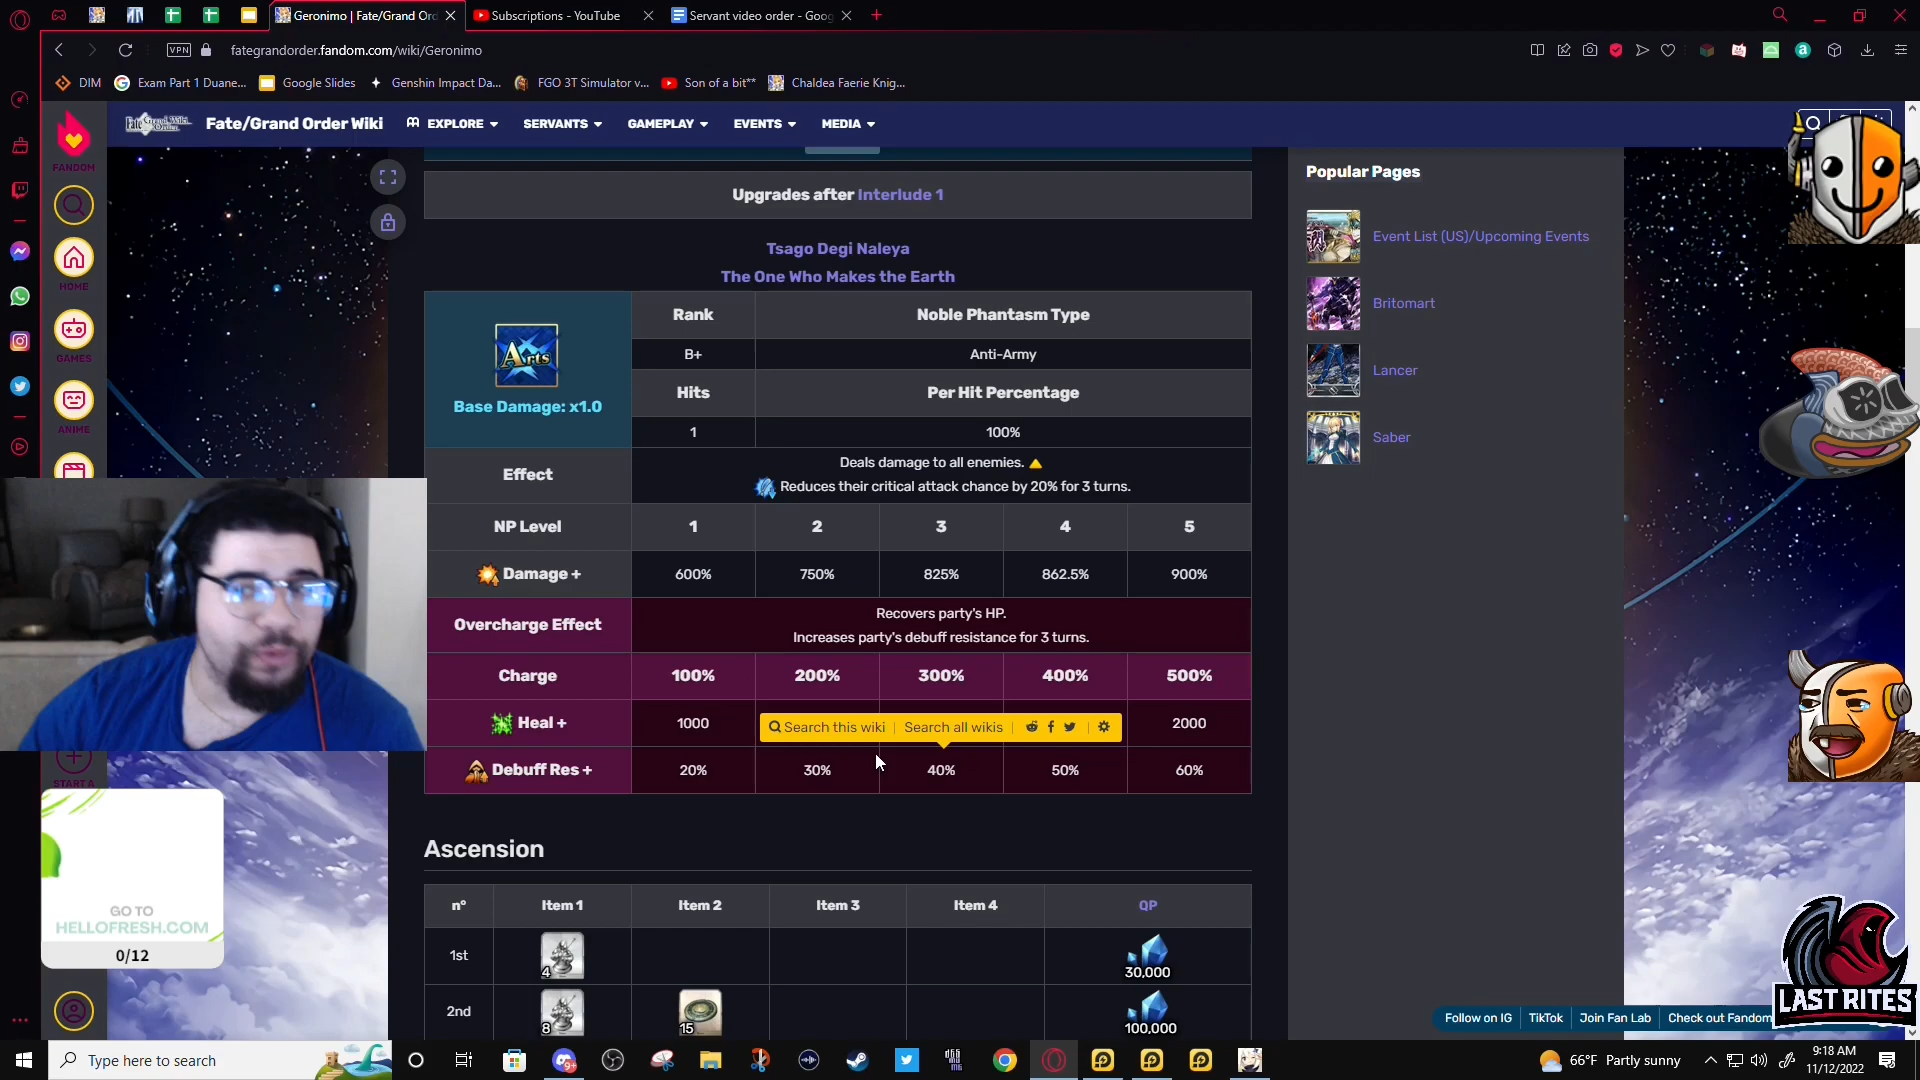 Geronimo | Fate/Grand Ord
Subscriptions - YouTube
Servant video order - Goog
VPN
fategrandorder.fandom.com/wiki/Geronimo
DIM
Exam Part 1 Duane...
Google Slides
Genshin Impact Da...
FGO 3T Simulator v...
Son of a bit**
Chaldea Faerie Knig...
FANDOM
Fate/Grand Order Wiki
EXPLORE
SERVANTS
GAMEPLAY
EVENTS
MEDIA
HOME
GAMES
ANIME
START A
Upgrades after Interlude 1
Tsago Degi Naleya
The One Who Makes the Earth
Arts
Base Damage: x1.0
Rank
Noble Phantasm Type
B+
Anti-Army
Hits
Per Hit Percentage
1
100%
Effect
Deals damage to all enemies.
Reduces their critical attack chance by 20% for 3 turns.
NP Level
1
2
3
4
5
Damage +
600%
750%
825%
862.5%
900%
Overcharge Effect
Recovers party's HP.
Increases party's debuff resistance for 3 turns.
Charge
100%
200%
300%
400%
500%
Heal +
1000
Search this wiki
Search all wikis
2000
Debuff Res +
20%
30%
40%
50%
60%
Ascension
n°
Item 1
Item 2
Item 3
Item 4
QP
1st
4
30,000
2nd
8
15
100,000
Popular Pages
Event List (US)/Upcoming Events
Britomart
Lancer
Saber
GO TO
HELLOFRESH.COM
0/12
LAST RITES
Follow on IG
TikTok
Join Fan Lab
Check out Fandom
Type here to search
9+
66°F Partly sunny
9:18 AM
11/12/2022